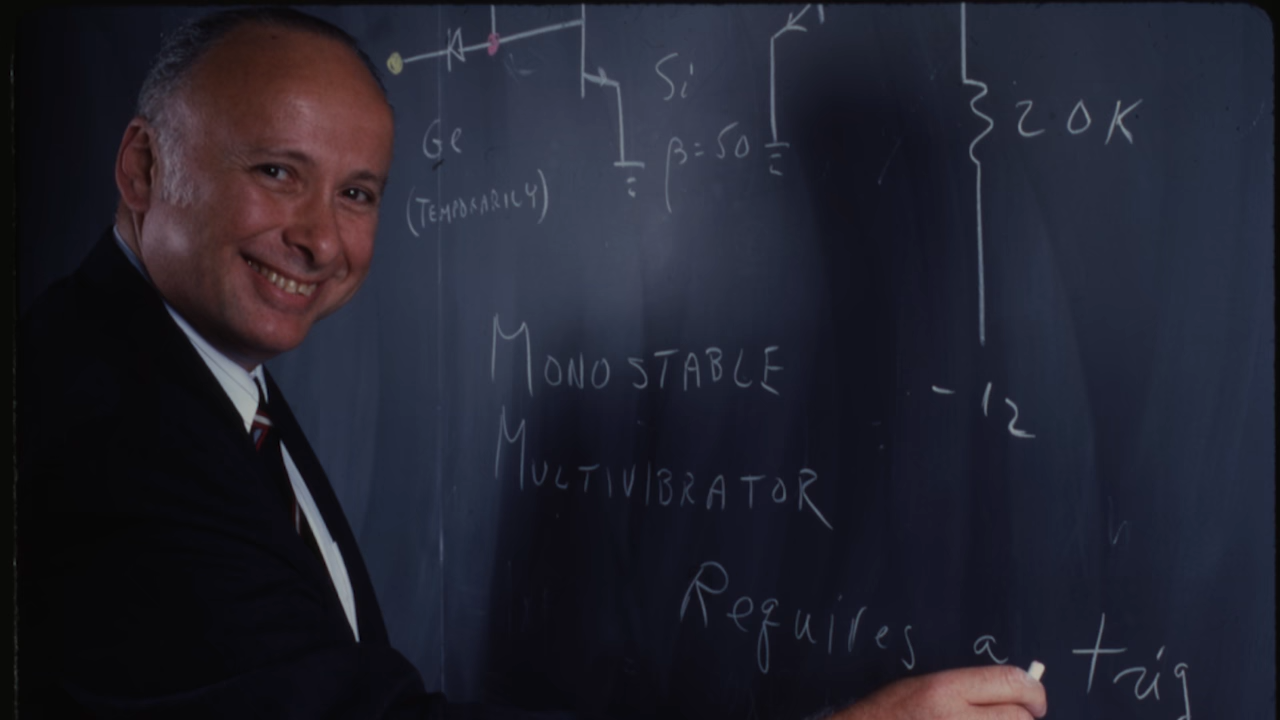 Si
20K
Ge
β=50
(TEMPORARILY)
MONOSTABLE
-12
MULTIVIBRATOR
Requires a trig